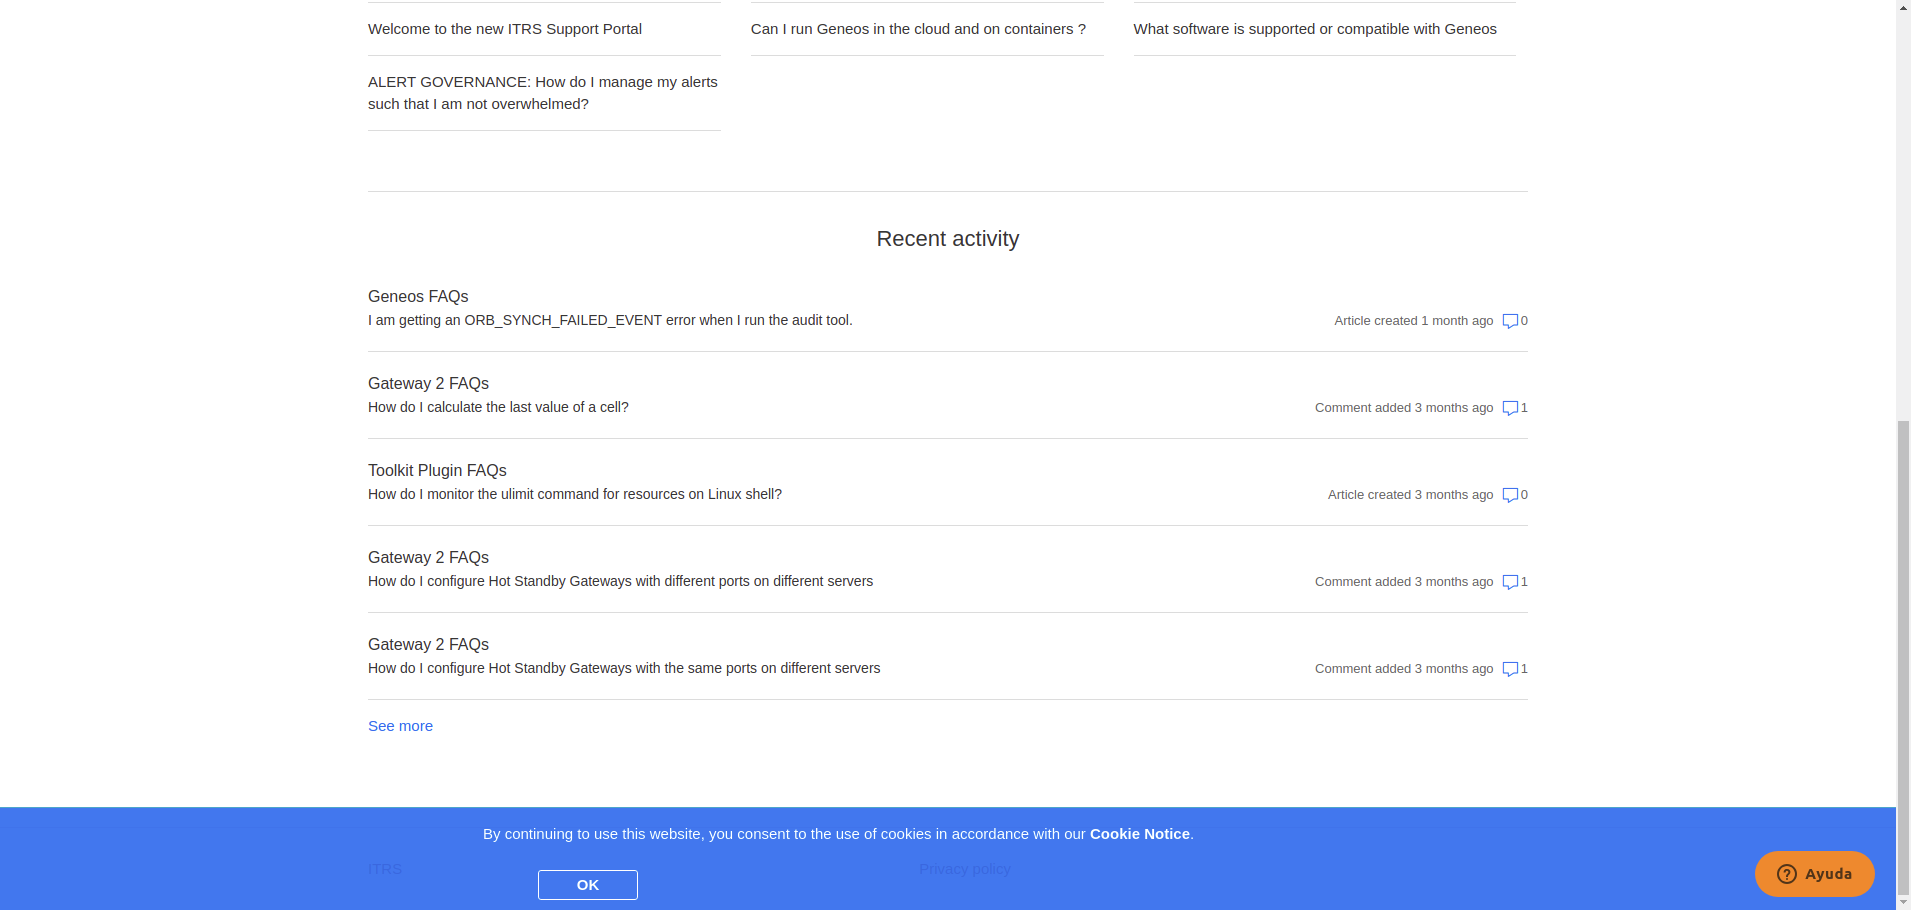 Welcome to the new ITRS Support Portal
Can I run Geneos in the cloud and on containers ?
What software is supported or compatible with Geneos
ALERT GOVERNANCE: How do I manage my alerts
such that I am not overwhelmed?
Recent activity
Geneos FAQs
I am getting an ORB_SYNCH_FAILED_EVENT error when I run the audit tool.
Article created 1 month ago 0
Gateway 2 FAQs
How do I calculate the last value of a cell?
Comment added 3 months ago 1
Toolkit Plugin FAQs
How do I monitor the ulimit command for resources on Linux shell?
Article created 3 months ago 0
Gateway 2 FAQs
How do I configure Hot Standby Gateways with different ports on different servers
Comment added 3 months ago 1
Gateway 2 FAQs
How do I configure Hot Standby Gateways with the same ports on different servers
Comment added 3 months ago 1
See more
By continuing to use this website, you consent to the use of cookies in accordance with our Cookie Notice.
ITRS
Privacy policy
OK
Ayuda